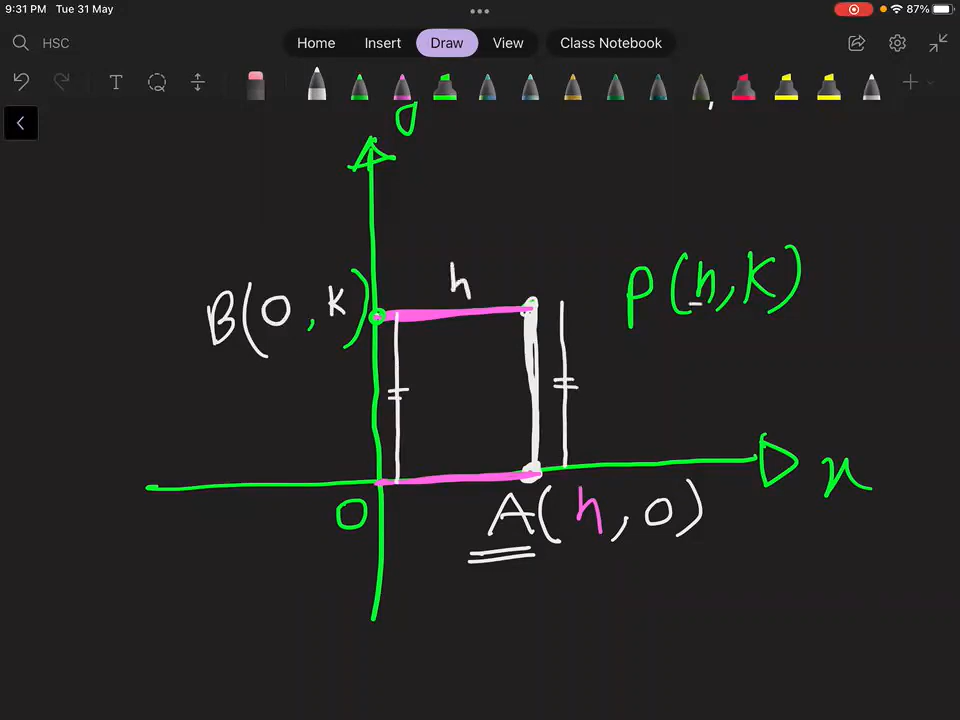 9:31 PM Tue 31 May
87%
HSC
Home Insert Draw View Class Notebook
T
h
P(h,K)
B(0,K)
x
O
A(h,0)